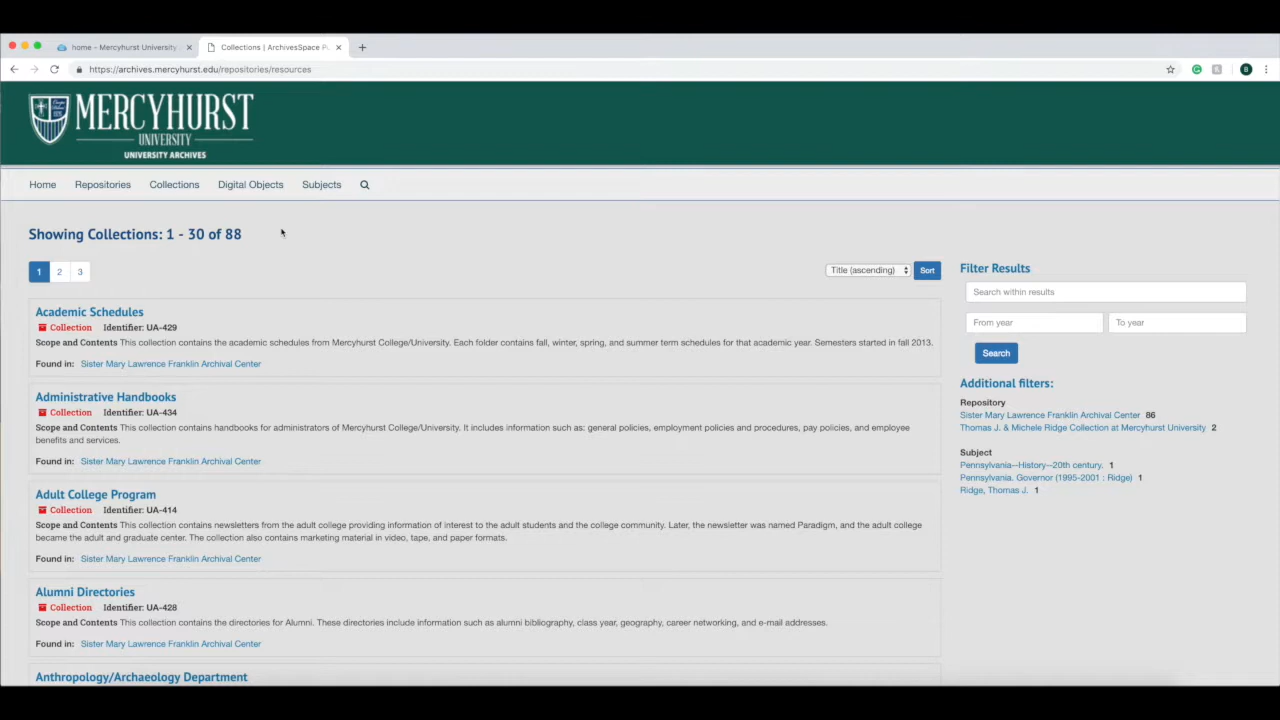 home – Mercyhurst University
Collections | ArchivesSpace Pu
https://archives.mercyhurst.edu/repositories/resources
B
MERCYHURST
UNIVERSITY
UNIVERSITY ARCHIVES
Home Repositories Collections Digital Objects Subjects
Showing Collections: 1 - 30 of 88
1 2 3
Title (ascending) Sort
Academic Schedules
Collection Identifier: UA-429
Scope and Contents This collection contains the academic schedules from Mercyhurst College/University. Each folder contains fall, winter, spring, and summer term schedules for that academic year. Semesters started in fall 2013.
Found in: Sister Mary Lawrence Franklin Archival Center
Administrative Handbooks
Collection Identifier: UA-434
Scope and Contents This collection contains handbooks for administrators of Mercyhurst College/University. It includes information such as: general policies, employment policies and procedures, pay policies, and employee
benefits and services.
Found in: Sister Mary Lawrence Franklin Archival Center
Adult College Program
Collection Identifier: UA-414
Scope and Contents This collection contains newsletters from the adult college providing information of interest to the adult students and the college community. Later, the newsletter was named Paradigm, and the adult college
became the adult and graduate center. The collection also contains marketing material in video, tape, and paper formats.
Found in: Sister Mary Lawrence Franklin Archival Center
Alumni Directories
Collection Identifier: UA-428
Scope and Contents This collection contains the directories for Alumni. These directories include information such as alumni bibliography, class year, geography, career networking, and e-mail addresses.
Found in: Sister Mary Lawrence Franklin Archival Center
Anthropology/Archaeology Department
Filter Results
Search within results
From year To year
Search
Additional filters:
Repository
Sister Mary Lawrence Franklin Archival Center 86
Thomas J. & Michele Ridge Collection at Mercyhurst University 2
Subject
Pennsylvania--History--20th century. 1
Pennsylvania. Governor (1995-2001 : Ridge) 1
Ridge, Thomas J. 1